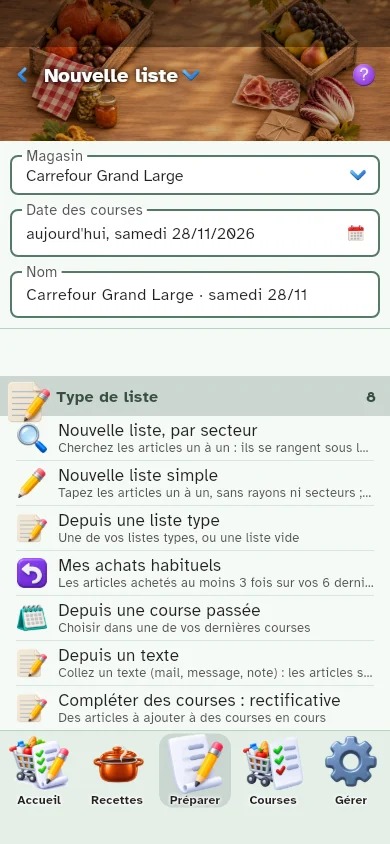 Nouvelle liste
?
Magasin
Carrefour Grand Large
Date des courses
aujourd'hui, samedi 28/11/2026
Nom
Carrefour Grand Large · samedi 28/11
Type de liste 8
Nouvelle liste, par secteur
Cherchez les articles un à un : ils se rangent sous l...
Nouvelle liste simple
Tapez les articles un à un, sans rayons ni secteurs ;...
Depuis une liste type
Une de vos listes types, ou une liste vide
Mes achats habituels
Les articles achetés au moins 3 fois sur vos 6 derni...
Depuis une course passée
Choisir dans une de vos dernières courses
Depuis un texte
Collez un texte (mail, message, note) : les articles s...
Compléter des courses : rectificative
Des articles à ajouter à des courses en cours
Accueil Recettes Préparer Courses Gérer